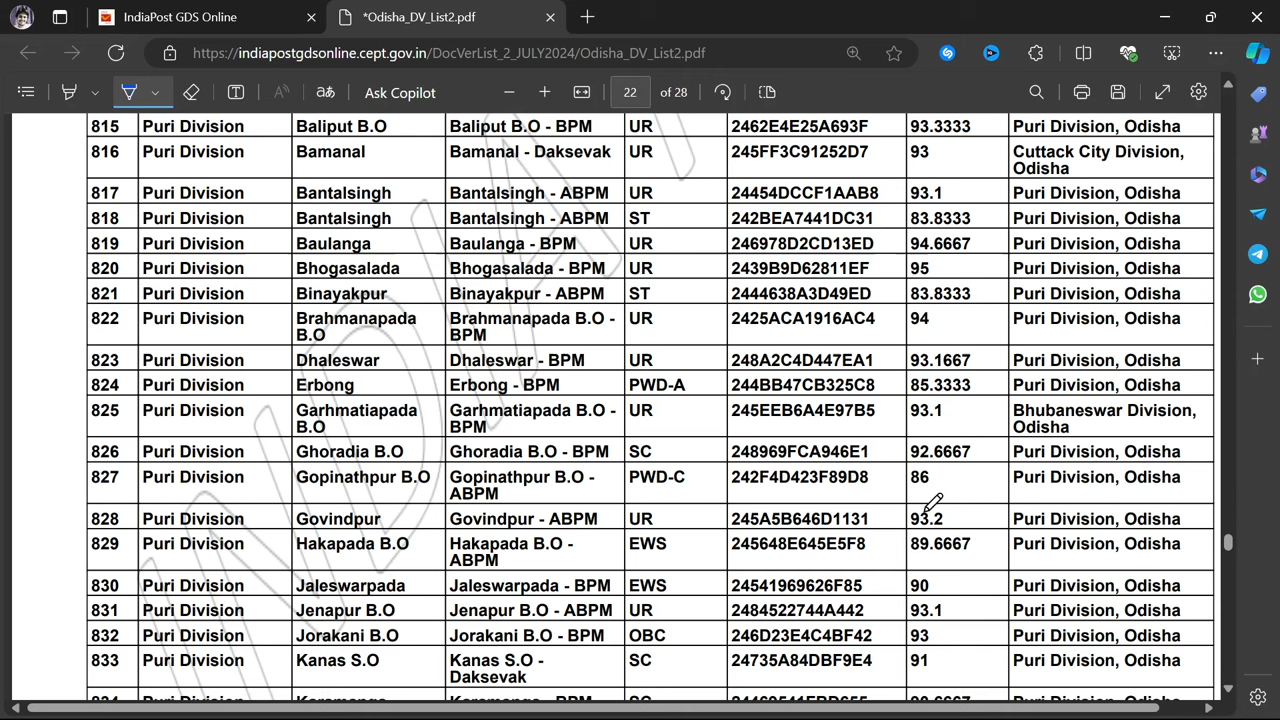 IndiaPost GDS Online
*Odisha_DV_List2.pdf
https://indiapostgdsonline.cept.gov.in/DocVerList_2_JULY2024/Odisha_DV_List2.pdf
Ask Copilot 22 of 28
815 Puri Division Baliput B.O Baliput B.O - BPM UR 2462E4E25A693F 93.3333 Puri Division, Odisha
816 Puri Division Bamanal Bamanal - Daksevak UR 245FF3C91252D7 93 Cuttack City Division,
Odisha
817 Puri Division Bantalsingh Bantalsingh - ABPM UR 24454DCCF1AAB8 93.1 Puri Division, Odisha
818 Puri Division Bantalsingh Bantalsingh - ABPM ST 242BEA7441DC31 83.8333 Puri Division, Odisha
819 Puri Division Baulanga Baulanga - BPM UR 246978D2CD13ED 94.6667 Puri Division, Odisha
820 Puri Division Bhogasalada Bhogasalada - BPM UR 2439B9D62811EF 95 Puri Division, Odisha
821 Puri Division Binayakpur Binayakpur - ABPM ST 2444638A3D49ED 83.8333 Puri Division, Odisha
822 Puri Division Brahmanapada Brahmanapada B.O - UR 2425ACA1916AC4 94 Puri Division, Odisha
B.O BPM
823 Puri Division Dhaleswar Dhaleswar - BPM UR 248A2C4D447EA1 93.1667 Puri Division, Odisha
824 Puri Division Erbong Erbong - BPM PWD-A 244BB47CB325C8 85.3333 Puri Division, Odisha
825 Puri Division Garhmatiapada Garhmatiapada B.O - UR 245EEB6A4E97B5 93.1 Bhubaneswar Division,
B.O BPM Odisha
826 Puri Division Ghoradia B.O Ghoradia B.O - BPM SC 248969FCA946E1 92.6667 Puri Division, Odisha
827 Puri Division Gopinathpur B.O Gopinathpur B.O - PWD-C 242F4D423F89D8 86 Puri Division, Odisha
ABPM
828 Puri Division Govindpur Govindpur - ABPM UR 245A5B646D1131 93.2 Puri Division, Odisha
829 Puri Division Hakapada B.O Hakapada B.O - EWS 245648E645E5F8 89.6667 Puri Division, Odisha
ABPM
830 Puri Division Jaleswarpada Jaleswarpada - BPM EWS 24541969626F85 90 Puri Division, Odisha
831 Puri Division Jenapur B.O Jenapur B.O - ABPM UR 2484522744A442 93.1 Puri Division, Odisha
832 Puri Division Jorakani B.O Jorakani B.O - BPM OBC 246D23E4C4BF42 93 Puri Division, Odisha
833 Puri Division Kanas S.O Kanas S.O - SC 24735A84DBF9E4 91 Puri Division, Odisha
Daksevak